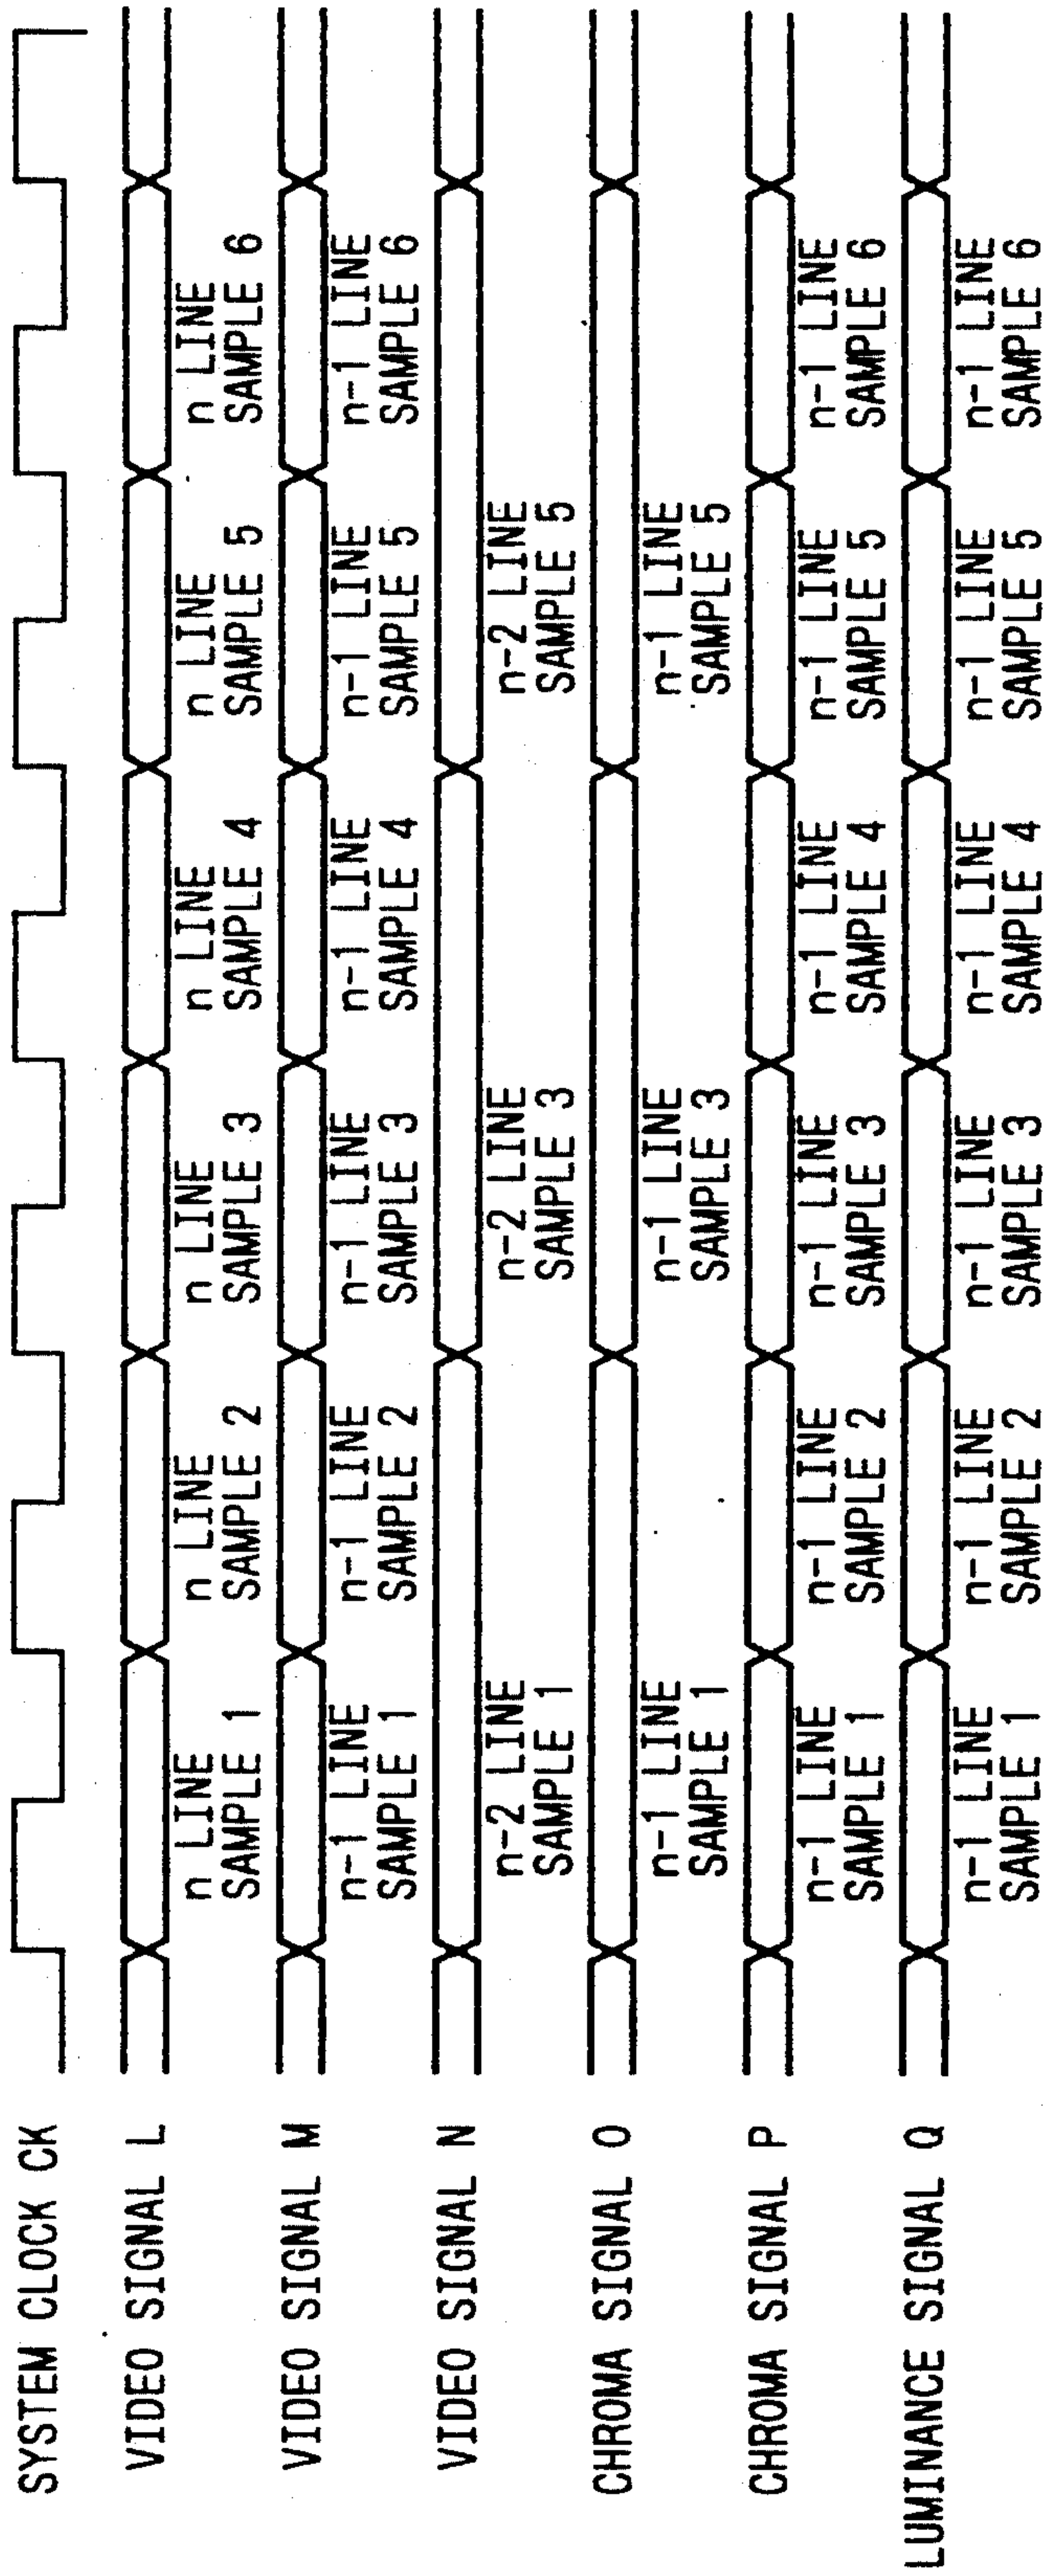 SYSTEM CLOCK CK
VIDEO SIGNAL L
n LINE
SAMPLE 1
n LINE
SAMPLE 2
n LINE
SAMPLE 3
n LINE
SAMPLE 4
n LINE
SAMPLE 5
n LINE
SAMPLE 6
VIDEO SIGNAL M
n-1 LINE
SAMPLE 1
n-1 LINE
SAMPLE 2
n-1 LINE
SAMPLE 3
n-1 LINE
SAMPLE 4
n-1 LINE
SAMPLE 5
n-1 LINE
SAMPLE 6
VIDEO SIGNAL N
n-2 LINE
SAMPLE 1
n-2 LINE
SAMPLE 3
n-2 LINE
SAMPLE 5
CHROMA SIGNAL O
n-1 LINE
SAMPLE 1
n-1 LINE
SAMPLE 3
n-1 LINE
SAMPLE 5
CHROMA SIGNAL P
n-1 LINE
SAMPLE 1
n-1 LINE
SAMPLE 2
n-1 LINE
SAMPLE 3
n-1 LINE
SAMPLE 4
n-1 LINE
SAMPLE 5
n-1 LINE
SAMPLE 6
LUMINANCE SIGNAL Q
n-1 LINE
SAMPLE 1
n-1 LINE
SAMPLE 2
n-1 LINE
SAMPLE 3
n-1 LINE
SAMPLE 4
n-1 LINE
SAMPLE 5
n-1 LINE
SAMPLE 6